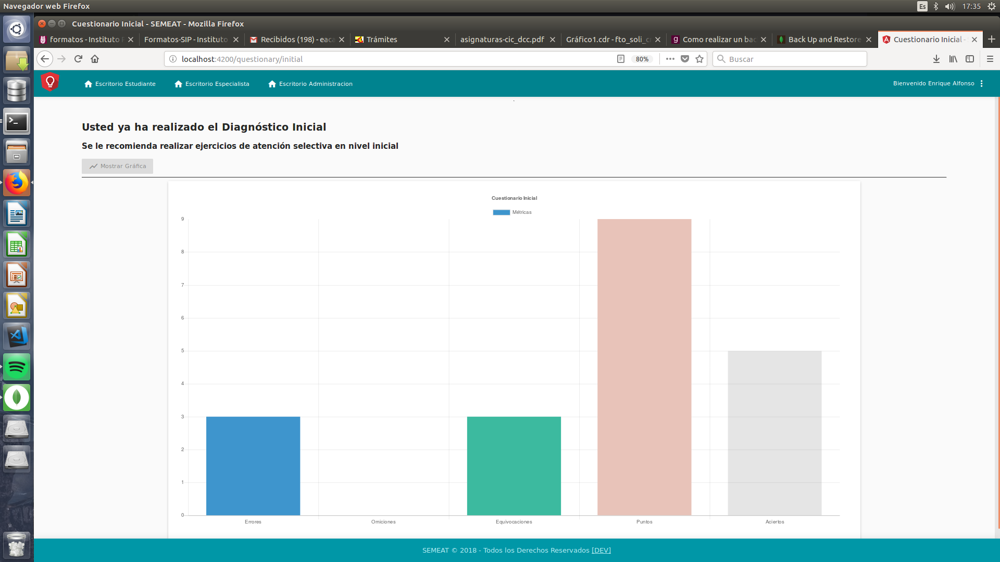 Navegador web Firefox
Es 17:35
Cuestionario Inicial - SEMEAT - Mozilla Firefox
formatos - Instituto Formatos-SIP - Instituto Recibidos (198) - eaca Trámites asignaturas-cic_dcc.pdf Gráfico1.cdr - fto_soli_c Como realizar un bac Back Up and Restore Cuestionario Inicial -
localhost:4200/questionary/initial 80% Buscar
Escritorio Estudiante Escritorio Especialista Escritorio Administracion Bienvenido Enrique Alfonso
Usted ya ha realizado el Diagnóstico Inicial
Se le recomienda realizar ejercicios de atención selectiva en nivel inicial
Mostrar Gráfica
Cuestionario Inicial
Métricas
9
8
7
6
5
4
3
2
1
0
Errores Omiciones Equivocaciones Puntos Aciertos
SEMEAT © 2018 - Todos los Derechos Reservados [DEV]